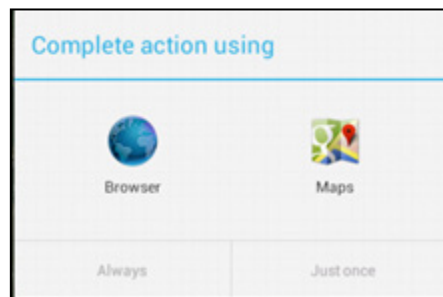 Complete action using
Browser
Maps
Always
Just once